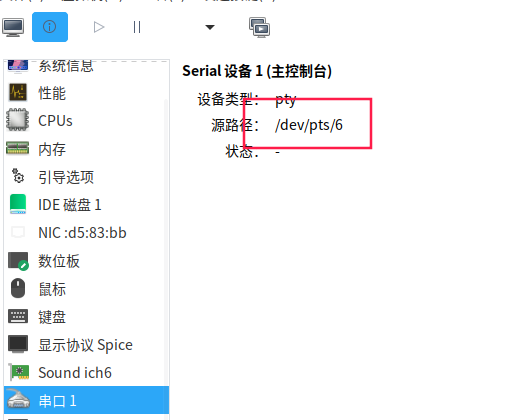 Serial 设备 1 (主控制台)
设备类型： pty
源路径： /dev/pts/6
状态： -
系统信息
性能
CPUs
内存
引导选项
IDE 磁盘 1
NIC :d5:83:bb
数位板
鼠标
键盘
显示协议 Spice
Sound ich6
串口 1